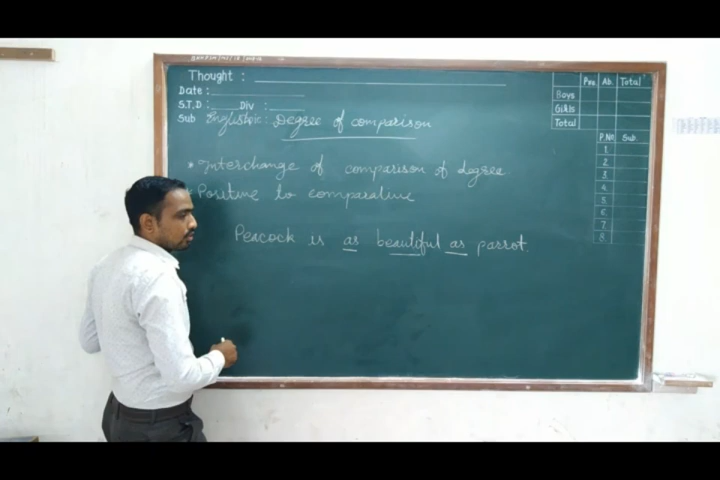 Thought :
Pre. Ab. Total
Date :
Boys
S.T.D : Div :
Girls
Sub English : Degree of comparison
Total
P.No Sub.
1.
* Interchange of comparison of degree
2.
3.
* Positive to comparative
4.
5.
6.
Peacock is as beautiful as parrot.
7.
8.